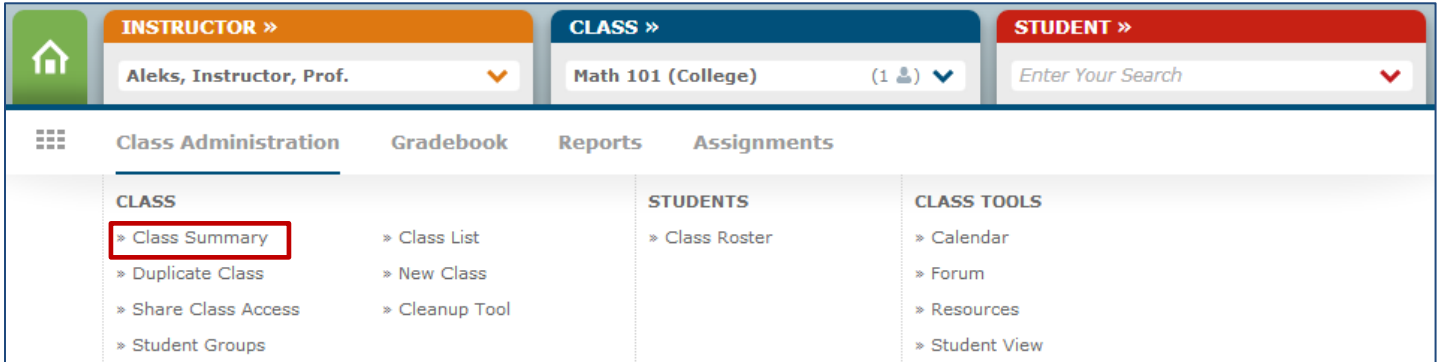 INSTRUCTOR »
CLASS »
STUDENT »
Aleks, Instructor, Prof.
Math 101 (College)
(1 )
Enter Your Search
Class Administration
Gradebook
Reports
Assignments
CLASS
» Class Summary
» Duplicate Class
» Share Class Access
» Student Groups
» Class List
» New Class
» Cleanup Tool
STUDENTS
» Class Roster
CLASS TOOLS
» Calendar
» Forum
» Resources
» Student View